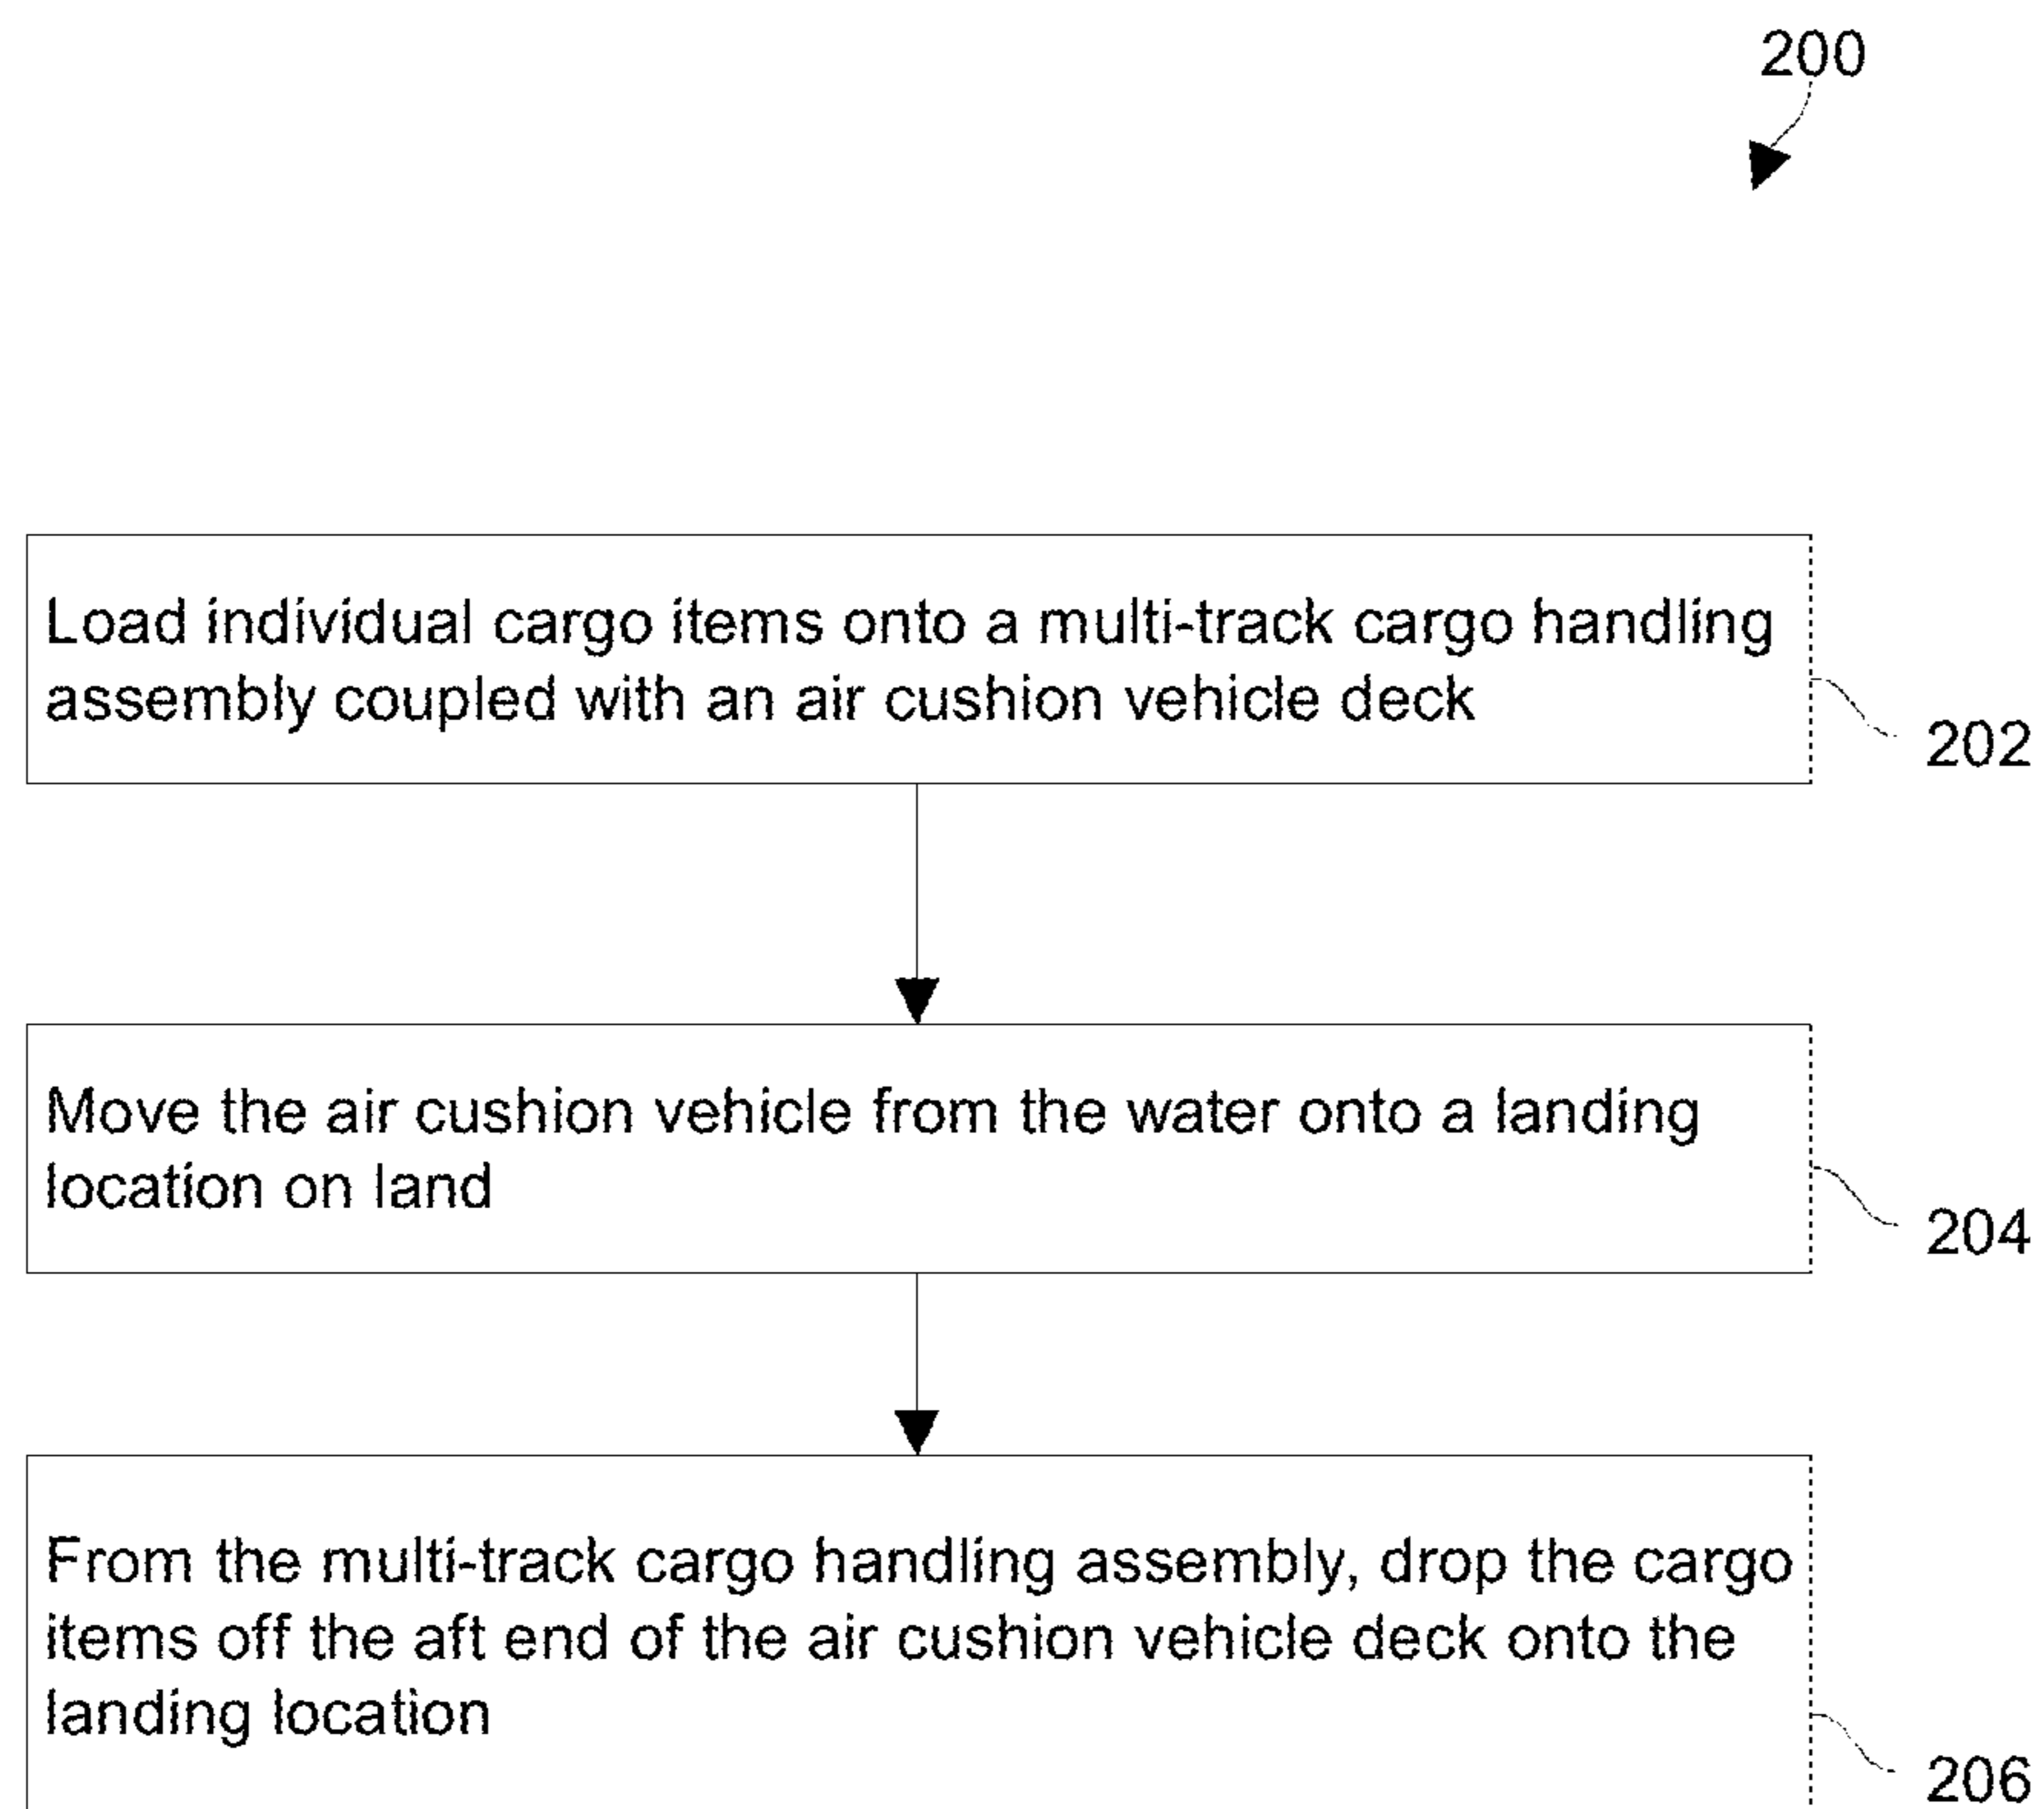 200
Load individual cargo items onto a multi-track cargo handling
assembly coupled with an air cushion vehicle deck
202
Move the air cushion vehicle from the water onto a landing
location on land
204
From the multi-track cargo handling assembly, drop the cargo
items off the aft end of the air cushion vehicle deck onto the
landing location
206